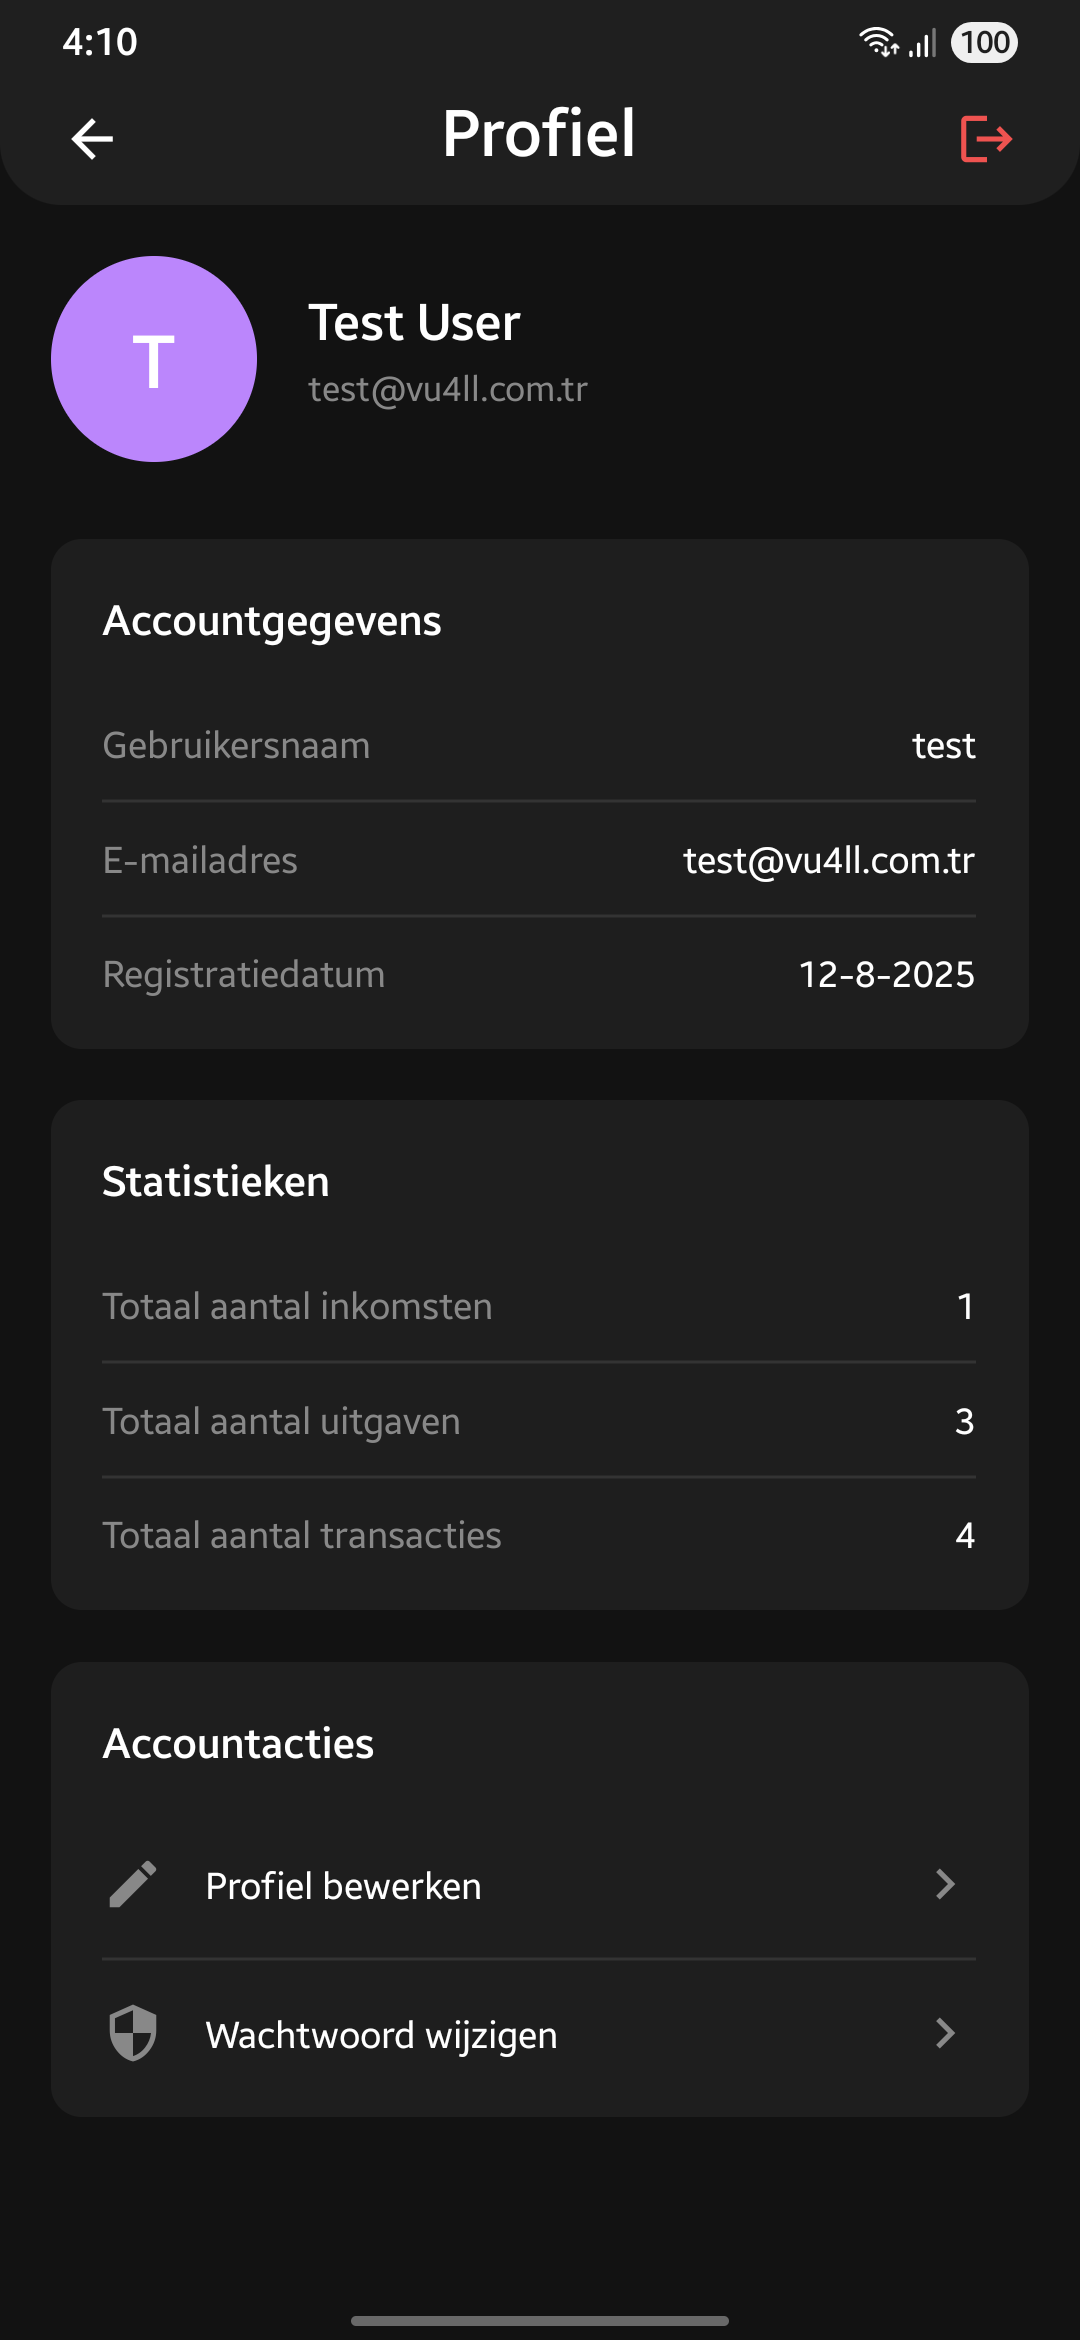 4:10
100
Profiel
T
Test User
test@vu4ll.com.tr
Accountgegevens
Gebruikersnaam test
E-mailadres test@vu4ll.com.tr
Registratiedatum 12-8-2025
Statistieken
Totaal aantal inkomsten 1
Totaal aantal uitgaven 3
Totaal aantal transacties 4
Accountacties
Profiel bewerken
Wachtwoord wijzigen